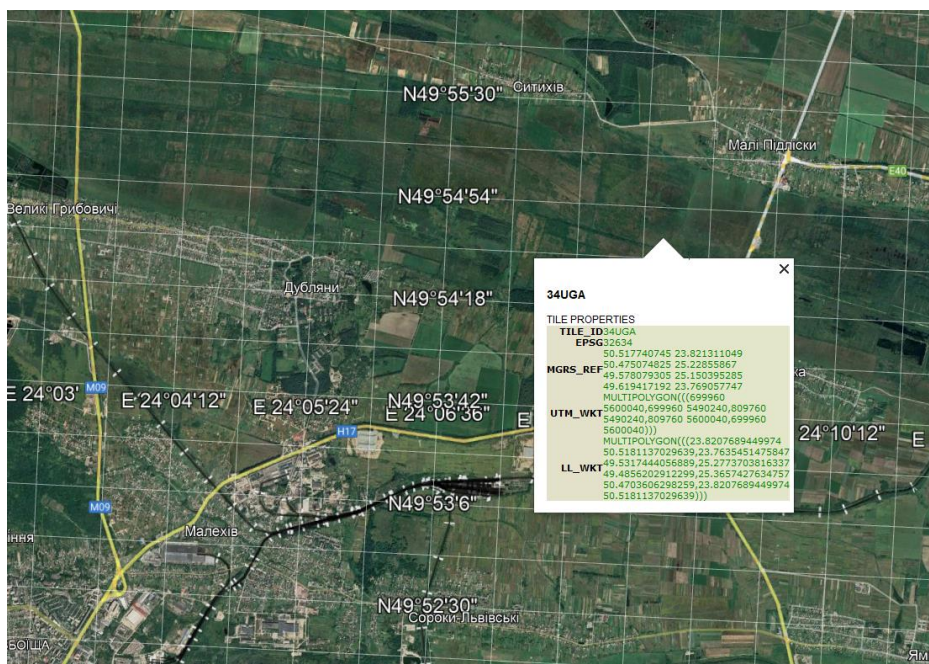 N49°55'30"
Ситихів
Малі Підліски
E40
N49°54'54"
Великі Грибовичі
Дубляни
N49°54'18"
34UGA
TILE PROPERTIES
TILE_ID 34UGA
EPSG 32634
MGRS_REF 50.517740745 23.821311049
50.475074825 25.22855867
49.578079305 25.150395285
49.619417192 23.769057747
UTM_WKT MULTIPOLYGON(((699960
5600040,699960 5490240,809760
5490240,809760 5600040,699960
5600040)))
LL_WKT MULTIPOLYGON(((23.8207689449974
50.5181137029639,23.7635451475847
49.5317444056889,25.2773703816337
49.4856202912299,25.3657427634757
50.4703606298259,23.8207689449974
50.5181137029639)))
M09
E 24°03'
E 24°04'12"
E 24°05'24"
N49°53'42"
E 24°06'36"
E
24°10'12"
E
H17
M09
N49°53'6"
Малехів
N49°52'30"
Сороки-Львівські
БОІЩА
Ям